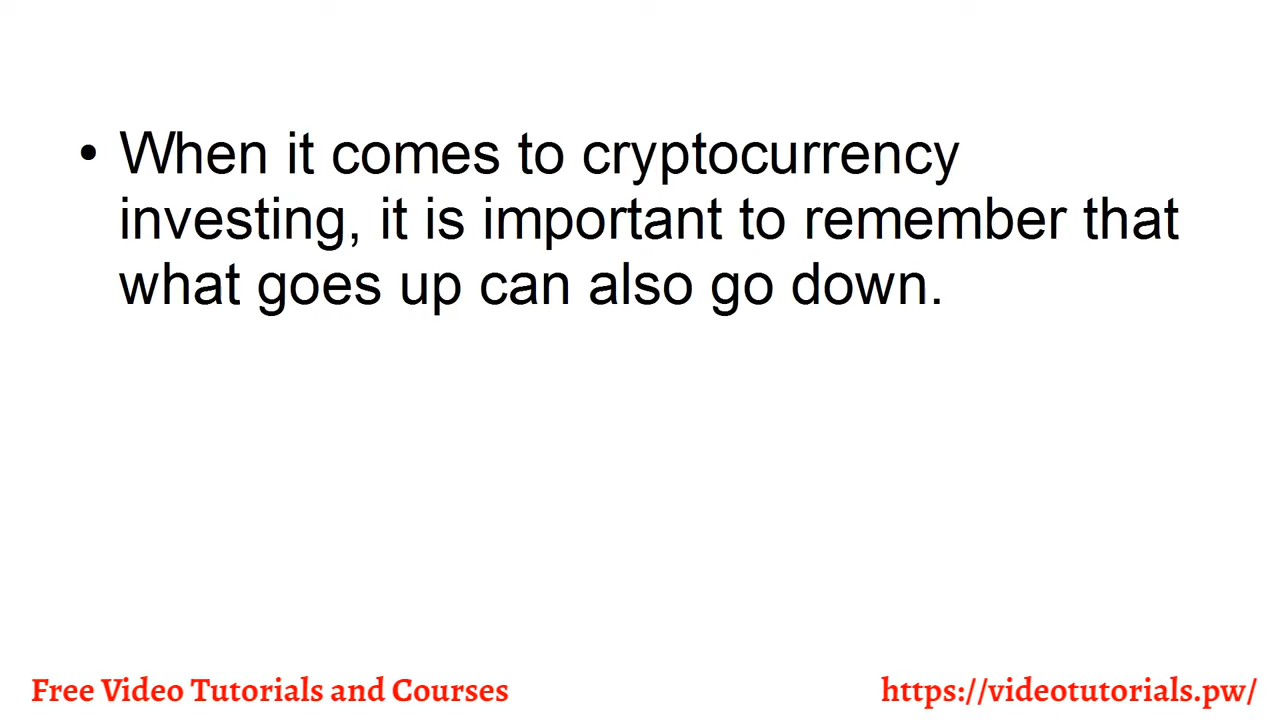 • When it comes to cryptocurrency
investing, it is important to remember that
what goes up can also go down.
Free Video Tutorials and Courses
https://videotutorials.pw/